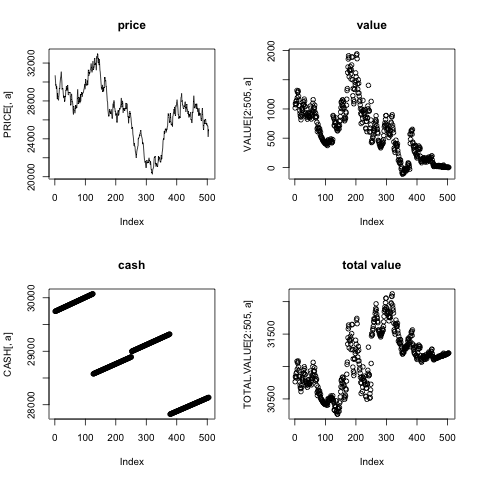 price
PRICE[, a]
20000 24000 28000 32000
0 100 200 300 400 500
Index
value
VALUE[2:505, a]
0 500 1000 2000
0 100 200 300 400 500
Index
cash
CASH[, a]
28000 29000 30000
0 100 200 300 400 500
Index
total value
TOTAL.VALUE[2:505, a]
30500 31500
0 100 200 300 400 500
Index